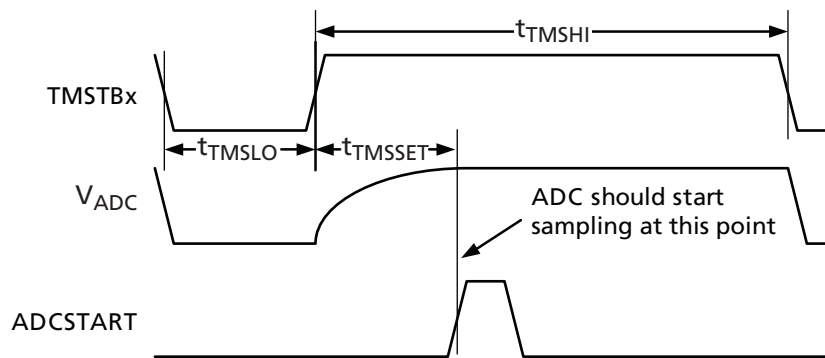 tTMSHI
TMSTBx
tTMSLO
tTMSSET
VADC
ADC should start
sampling at this point
ADCSTART